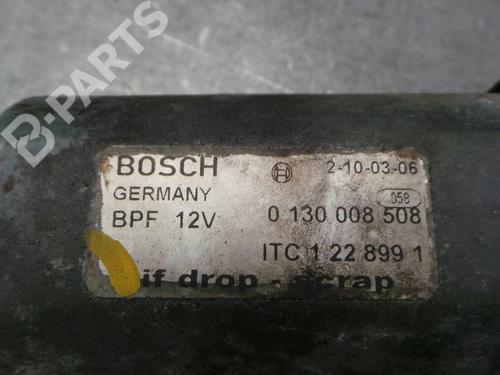 B-PARTS
BOSCH 2-10-03-06
GERMANY 058
BPF 12V 0 130 008 508
ITC 1 22 899 1
if drop - scrap
B-PARTS